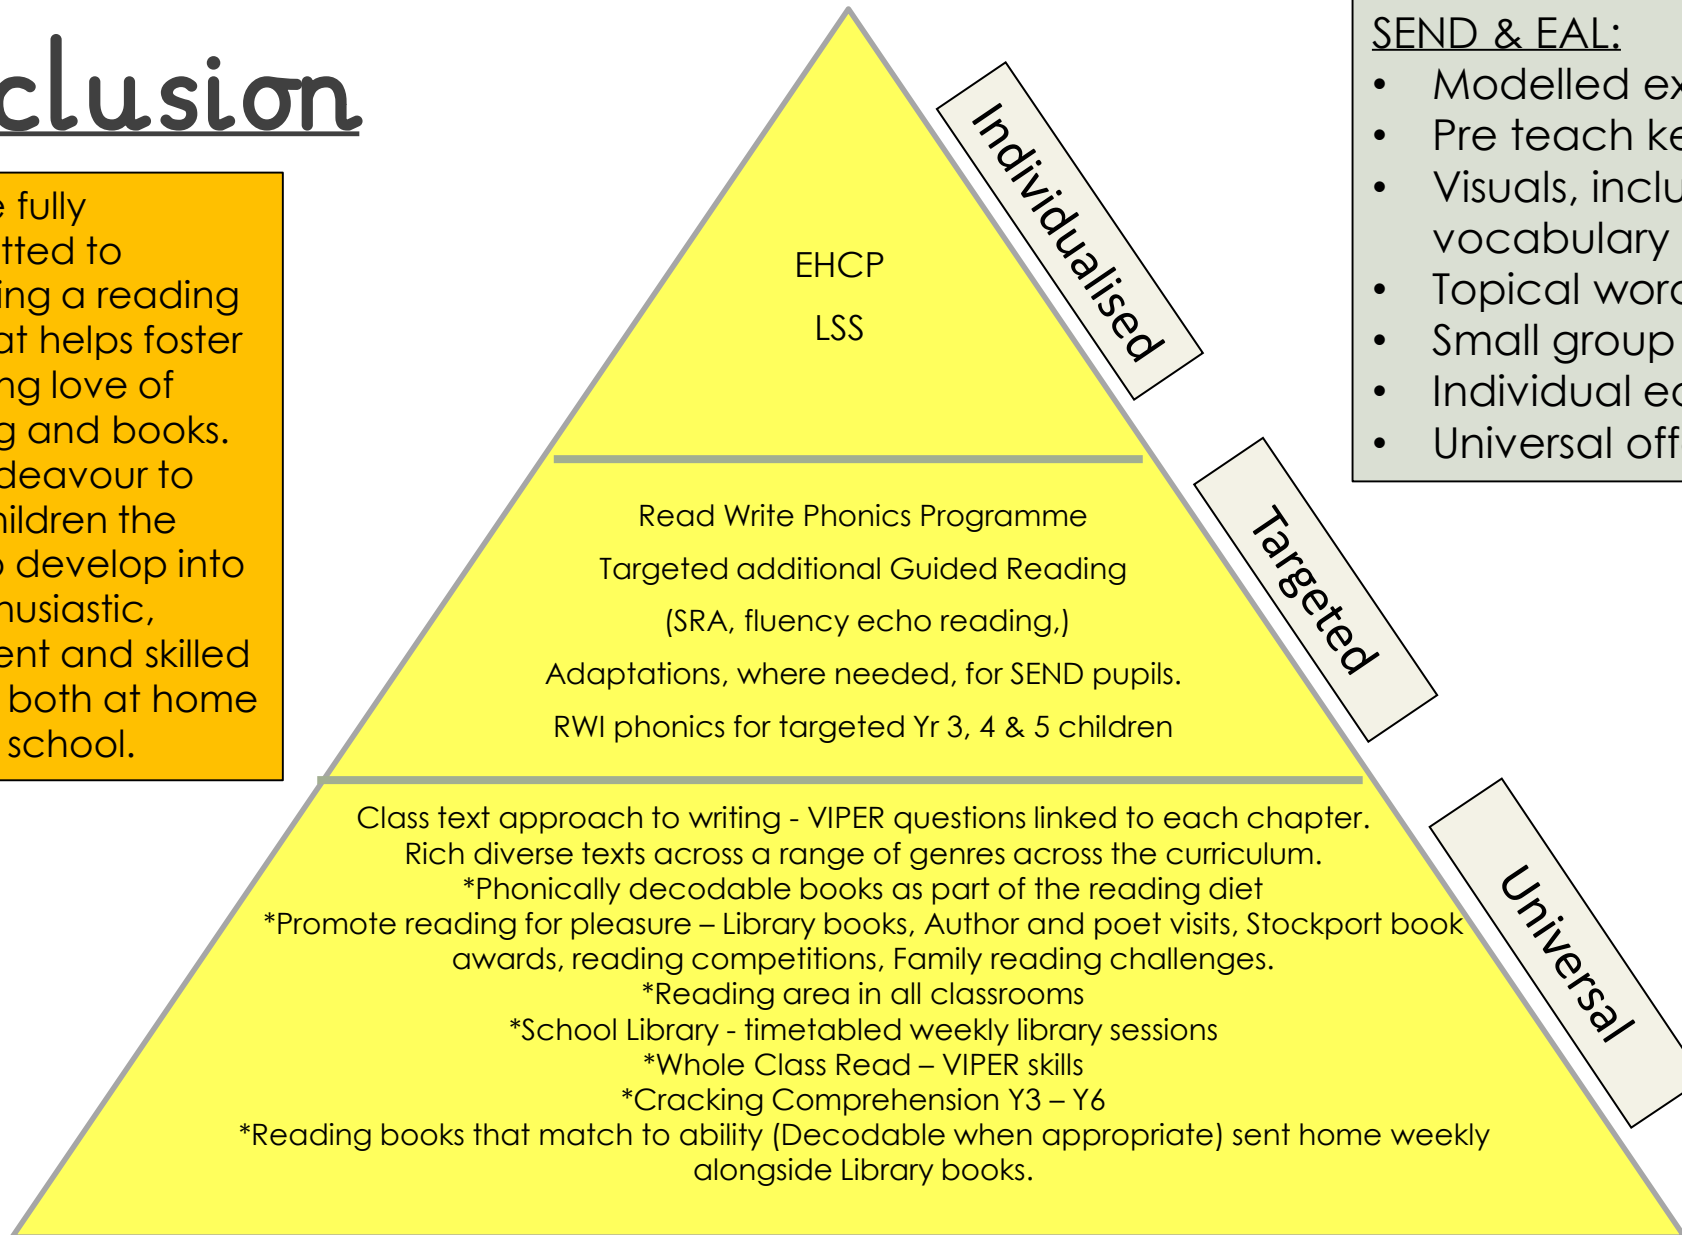 clusion
fully
to
ing a reading
at helps foster
love of
and books.
deavour to
the
develop into
husiastic,
and skilled
both at home
school.
EHCP
LSS
Read Write Phonics Programme
Targeted additional Guided Reading
(SRA, fluency echo reading,)
Adaptations, where needed, for SEND pupils.
RWI phonics for targeted Yr 3, 4 & 5 children
Class text approach to writing - VIPER questions linked to each chapter.
Rich diverse texts across a range of genres across the curriculum.
*Phonically decodable books as part of the reading diet
*Promote reading for pleasure – Library books, Author and poet visits, Stockport book
awards, reading competitions, Family reading challenges.
*Reading area in all classrooms
*School Library - timetabled weekly library sessions
*Whole Class Read – VIPER skills
*Cracking Comprehension Y3 – Y6
*Reading books that match to ability (Decodable when appropriate) sent home weekly
alongside Library books.
Individualised
Targeted
Universal
SEND & EAL:
• Modelled
• Pre teach
• Visuals,
vocabulary
• Topical
• Small group
• Individual
• Universal